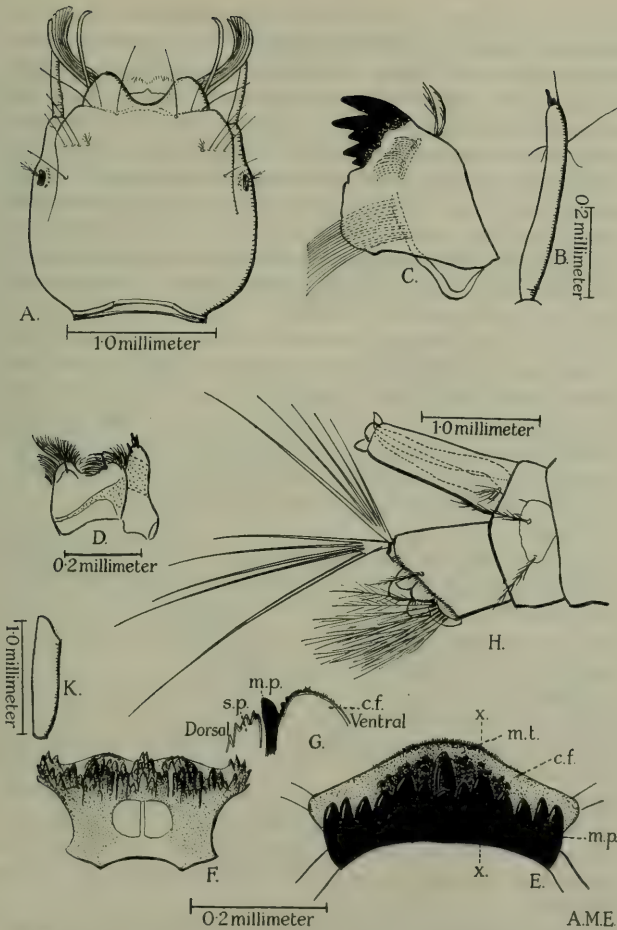 A.
1.0 millimeter
C.
B.
0.2 millimeter
D.
0.2 millimeter
1.0 millimeter
H.
K.
1.0 millimeter
m.p.
s.p.
c.f.
Dorsal
Ventral
G.
x.
m.t.
c.f.
m.p.
x.
E.
F.
0.2 millimeter
A.M.E.